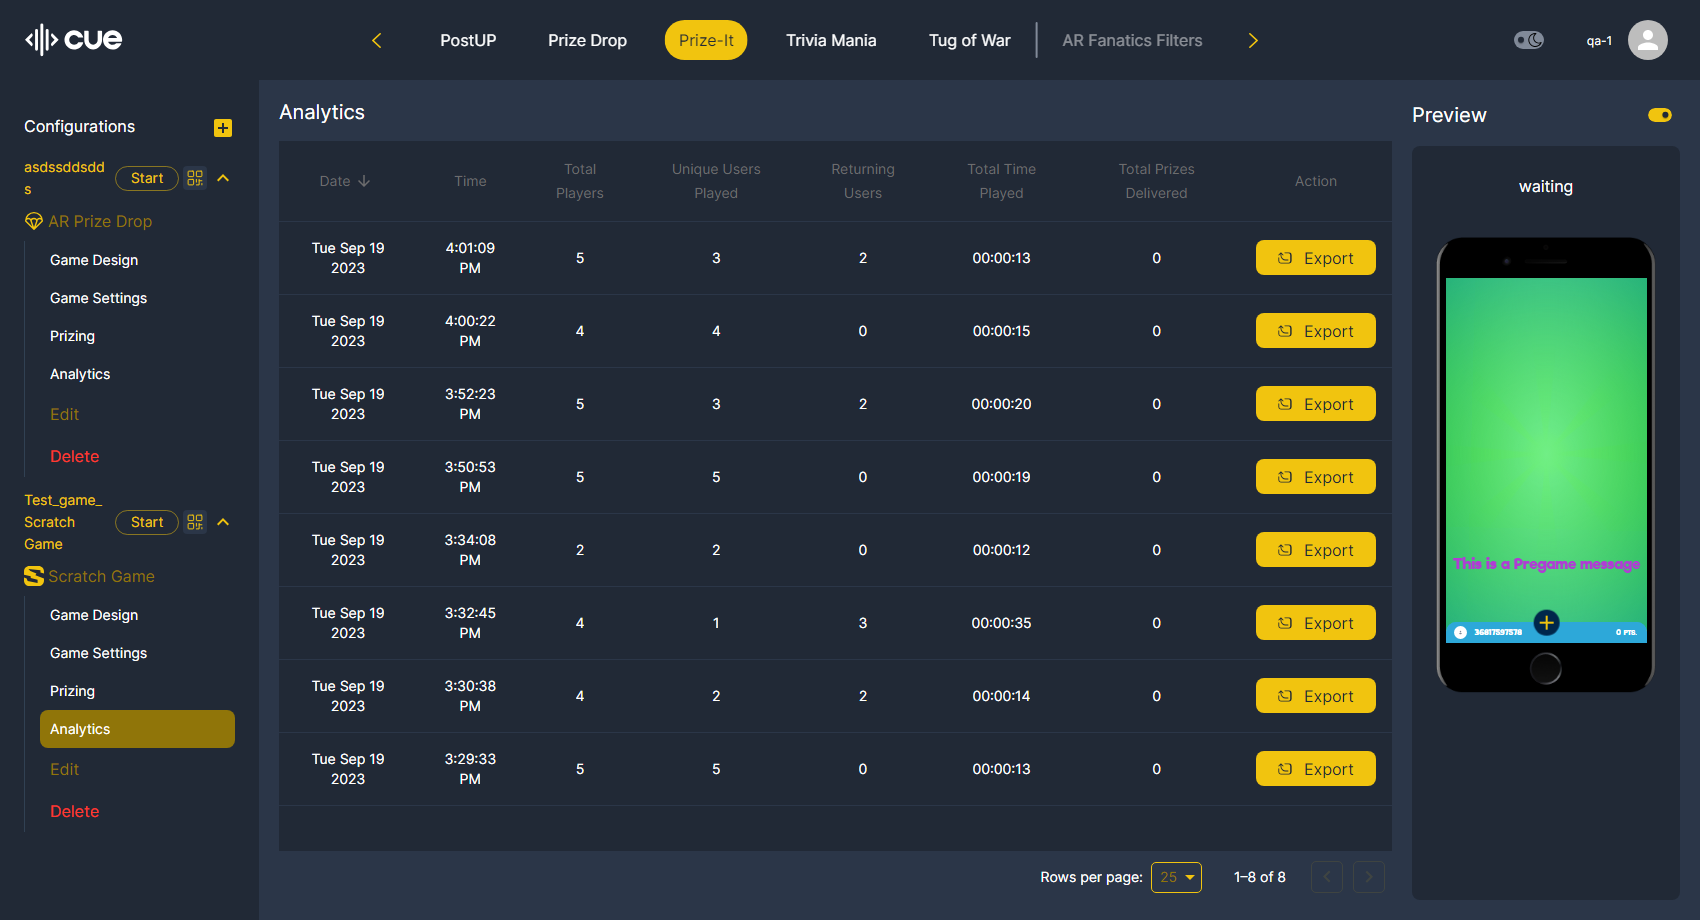 cue
PostUP
Prize Drop
Prize-It
Trivia Mania
Tug of War
AR Fanatics Filters
qa-1
Configurations
asdssddsdd
s
Start
AR Prize Drop
Game Design
Game Settings
Prizing
Analytics
Edit
Delete
Test_game_
Scratch
Game
Start
Scratch Game
Game Design
Game Settings
Prizing
Analytics
Edit
Delete
Analytics
Date
Time
Total
Players
Unique Users
Played
Returning
Users
Total Time
Played
Total Prizes
Delivered
Action
Tue Sep 19
2023
4:01:09
PM
5
3
2
00:00:13
0
Export
Tue Sep 19
2023
4:00:22
PM
4
4
0
00:00:15
0
Export
Tue Sep 19
2023
3:52:23
PM
5
3
2
00:00:20
0
Export
Tue Sep 19
2023
3:50:53
PM
5
5
0
00:00:19
0
Export
Tue Sep 19
2023
3:34:08
PM
2
2
0
00:00:12
0
Export
Tue Sep 19
2023
3:32:45
PM
4
1
3
00:00:35
0
Export
Tue Sep 19
2023
3:30:38
PM
4
2
2
00:00:14
0
Export
Tue Sep 19
2023
3:29:33
PM
5
5
0
00:00:13
0
Export
Rows per page:
25
1–8 of 8
Preview
waiting
This is a Pregame message
36817597578
0 PTS.